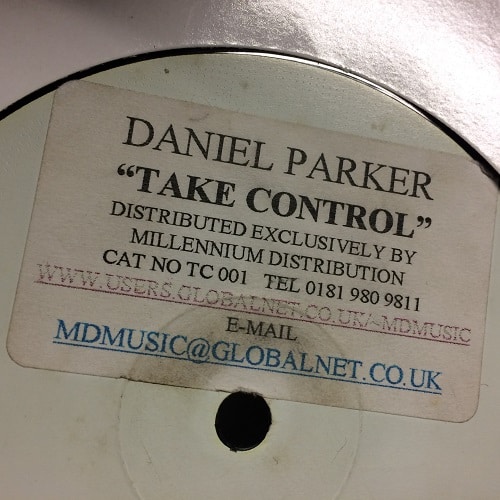 DANIEL PARKER
“TAKE CONTROL”
DISTRIBUTED EXCLUSIVELY BY
MILLENNIUM DISTRIBUTION
CAT NO TC 001 TEL 0181 980 9811
WWW.USERS.GLOBALNET.CO.UK/~MDMUSIC
E-MAIL
MDMUSIC@GLOBALNET.CO.UK